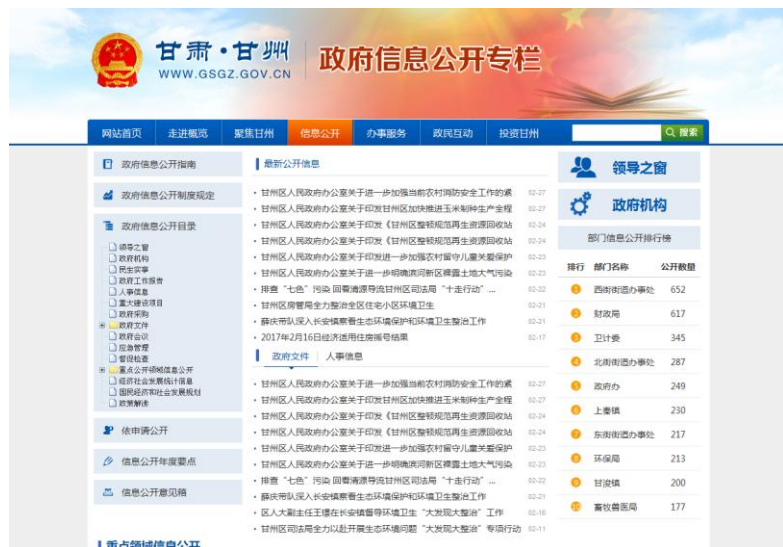 甘肃·甘州
WWW.GSGZ.GOV.CN
政府信息公开专栏
网站首页 走进概览 聚焦甘州 信息公开 办事服务 政民互动 投资甘州 搜索
政府信息公开指南
政府信息公开制度规定
政府信息公开目录
领导之窗
政府机构
民生实事
政府工作报告
人事信息
重大建设项目
政府采购
政府文件
政府会议
应急管理
督促检查
重点公开领域信息公开
经济社会发展统计信息
国民经济和社会发展规划
政策解读
依申请公开
信息公开年度要点
信息公开意见箱
重点领域信息公开
最新公开信息
甘州区人民政府办公室关于进一步加强当前农村消防安全工作的紧 02-27
甘州区人民政府办公室关于印发甘州区加快推进玉米制种生产全程 02-27
甘州区人民政府办公室关于印发《甘州区整顿规范再生资源回收站 02-24
甘州区人民政府办公室关于印发《甘州区整顿规范再生资源回收站 02-24
甘州区人民政府办公室关于印发进一步加强农村留守儿童关爱保护 02-23
甘州区人民政府办公室关于进一步明确滨河新区裸露土地大气污染 02-23
排查“七色”污染 回看清源导流甘州区司法局“十走行动”... 02-22
甘州区房管局全力整治全区住宅小区环境卫生 02-21
薛庆带队深入长安镇察看生态环境保护和环境卫生整治工作 02-21
2017年2月16日经济适用住房摇号结果 02-17
政府文件 人事信息
甘州区人民政府办公室关于进一步加强当前农村消防安全工作的紧 02-27
甘州区人民政府办公室关于印发甘州区加快推进玉米制种生产全程 02-27
甘州区人民政府办公室关于印发《甘州区整顿规范再生资源回收站 02-24
甘州区人民政府办公室关于印发《甘州区整顿规范再生资源回收站 02-24
甘州区人民政府办公室关于印发进一步加强农村留守儿童关爱保护 02-23
甘州区人民政府办公室关于进一步明确滨河新区裸露土地大气污染 02-23
排查“七色”污染 回看清源导流甘州区司法局“十走行动”... 02-22
薛庆带队深入长安镇察看生态环境保护和环境卫生整治工作 02-21
区人大副主任王璟在长安镇督导环境卫生“大发现大整治”工作 02-16
甘州区司法局全力以赴开展生态环境问题“大发现大整治”专项行动 02-11
领导之窗
政府机构
部门信息公开排行榜
排行 部门名称 公开数量
1 西街街道办事处 652
2 财政局 617
3 卫计委 345
4 北街街道办事处 287
5 政府办 249
6 上秦镇 230
7 东街街道办事处 217
8 环保局 213
9 甘浚镇 200
10 畜牧兽医局 177